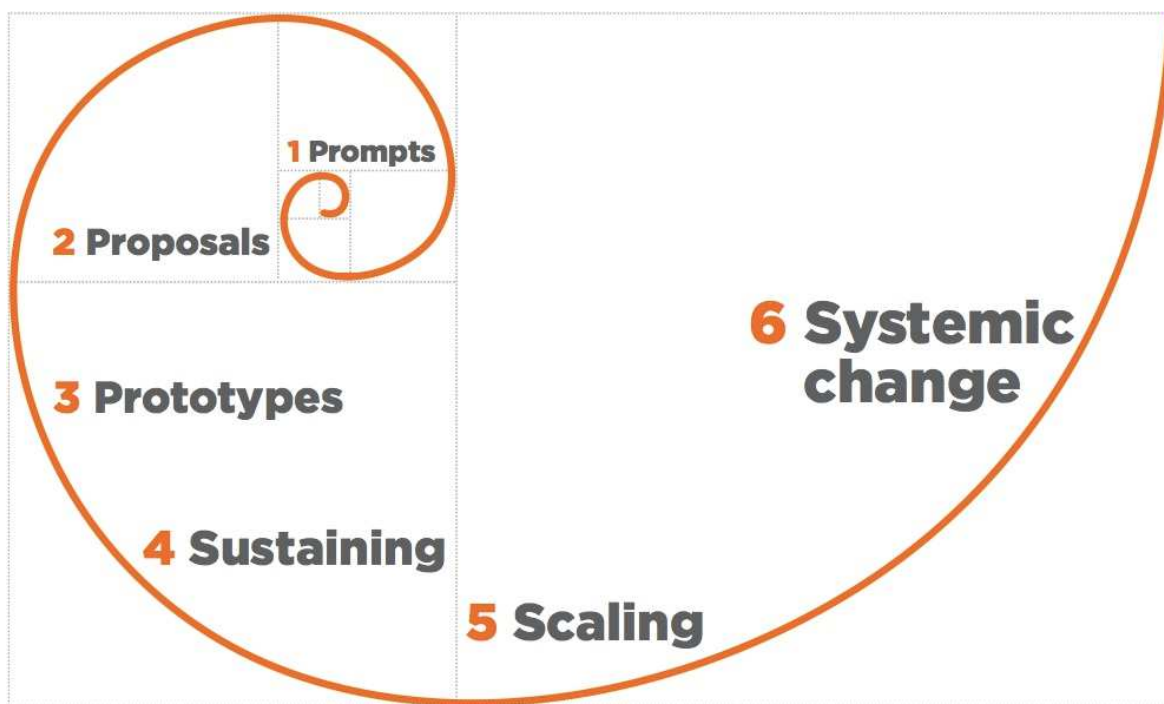 1 Prompts
2 Proposals
3 Prototypes
4 Sustaining
5 Scaling
6 Systemic
change